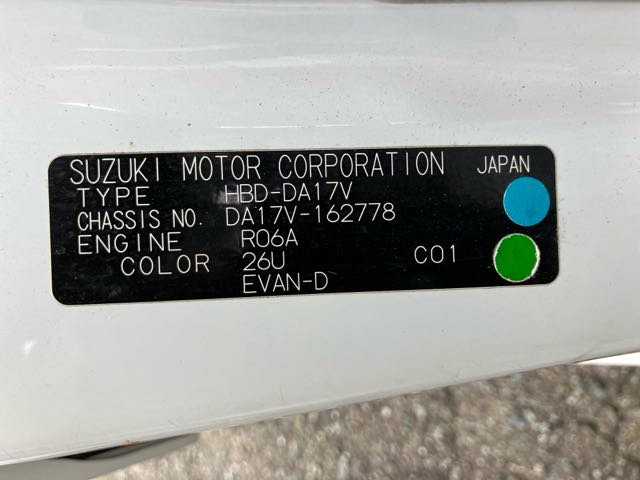 SUZUKI MOTOR CORPORATION JAPAN
TYPE HBD-DA17V
CHASSIS NO. DA17V-162778
ENGINE R06A
COLOR 26U C01
EVAN-D